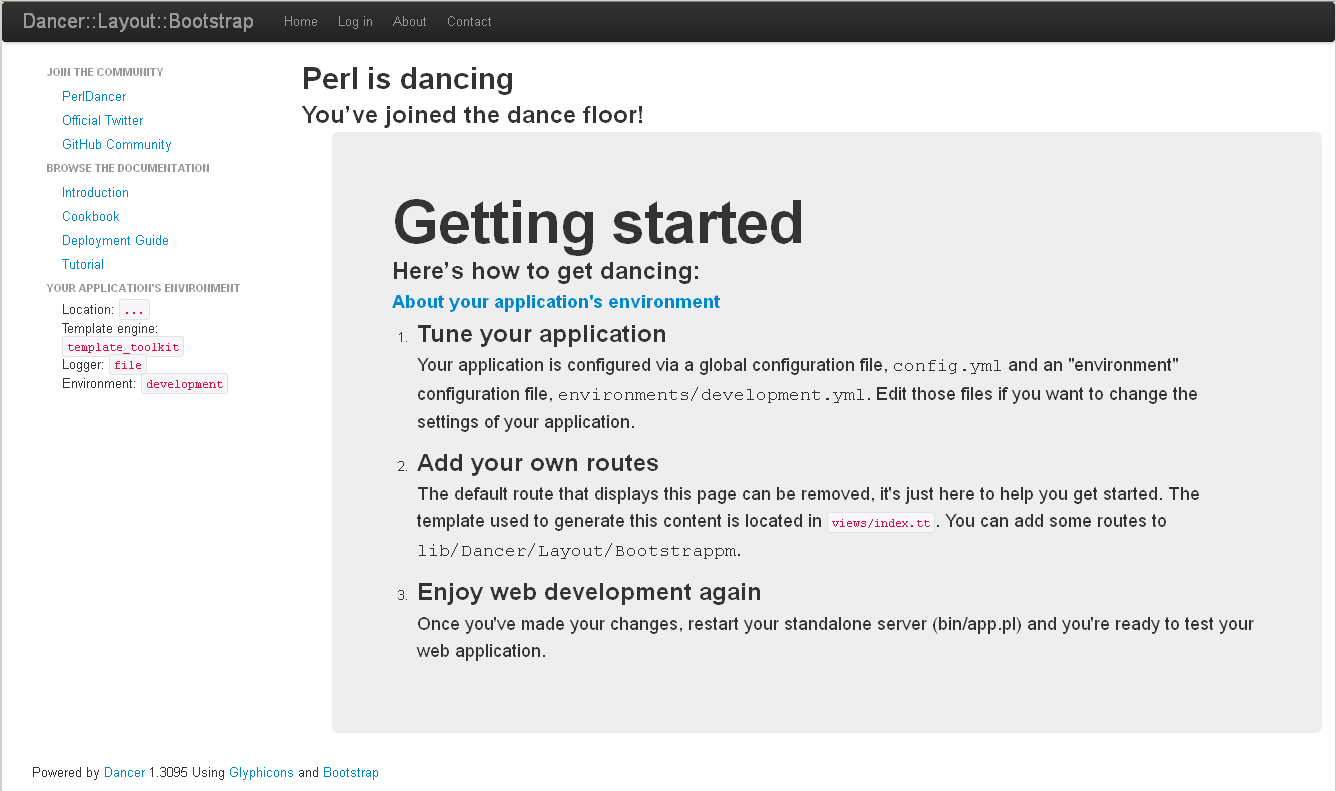 Dancer::Layout::Bootstrap Home Log in About Contact
JOIN THE COMMUNITY
PerlDancer
Official Twitter
GitHub Community
BROWSE THE DOCUMENTATION
Introduction
Cookbook
Deployment Guide
Tutorial
YOUR APPLICATION'S ENVIRONMENT
Location: ...
Template engine:
template_toolkit
Logger: file
Environment: development
Perl is dancing
You’ve joined the dance floor!
Getting started
Here’s how to get dancing:
About your application's environment
1. Tune your application
Your application is configured via a global configuration file, config.yml and an "environment"
configuration file, environments/development.yml. Edit those files if you want to change the
settings of your application.
2. Add your own routes
The default route that displays this page can be removed, it's just here to help you get started. The
template used to generate this content is located in views/index.tt. You can add some routes to
lib/Dancer/Layout/Bootstrappm.
3. Enjoy web development again
Once you've made your changes, restart your standalone server (bin/app.pl) and you're ready to test your
web application.
Powered by Dancer 1.3095 Using Glyphicons and Bootstrap